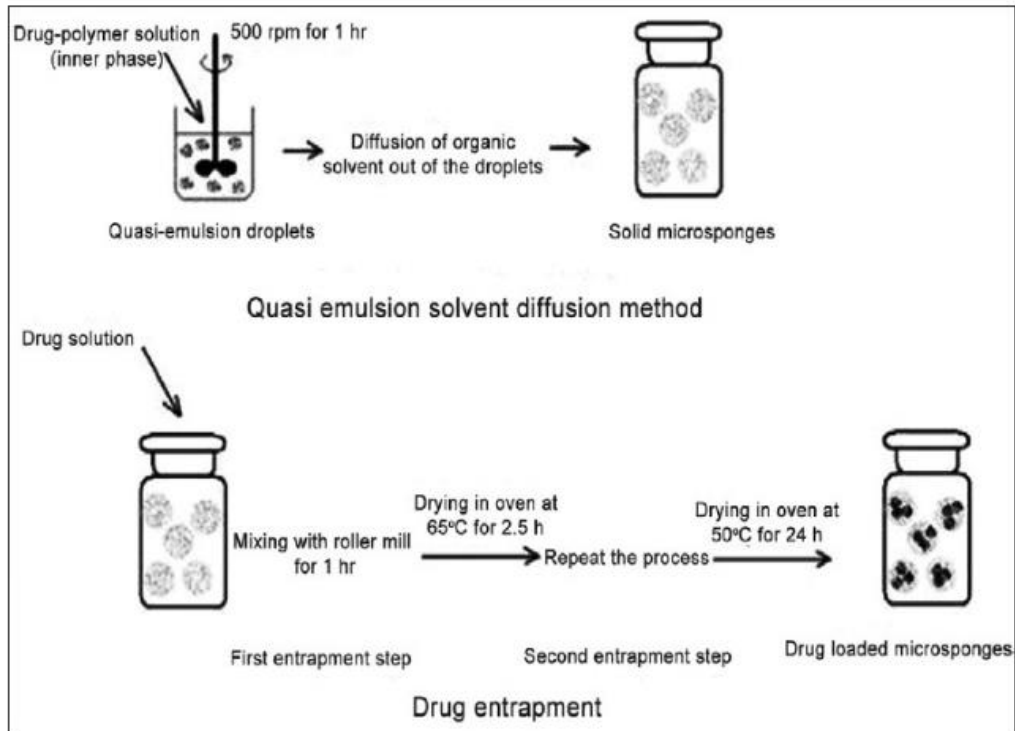 Drug-polymer solution
(inner phase)
500 rpm for 1 hr
Diffusion of organic
solvent out of the droplets
Quasi-emulsion droplets
Solid microsponges
Quasi emulsion solvent diffusion method
Drug solution
Mixing with roller mill
for 1 hr
Drying in oven at
65ºC for 2.5 h
Repeat the process
Drying in oven at
50ºC for 24 h
First entrapment step
Second entrapment step
Drug loaded microsponges
Drug entrapment